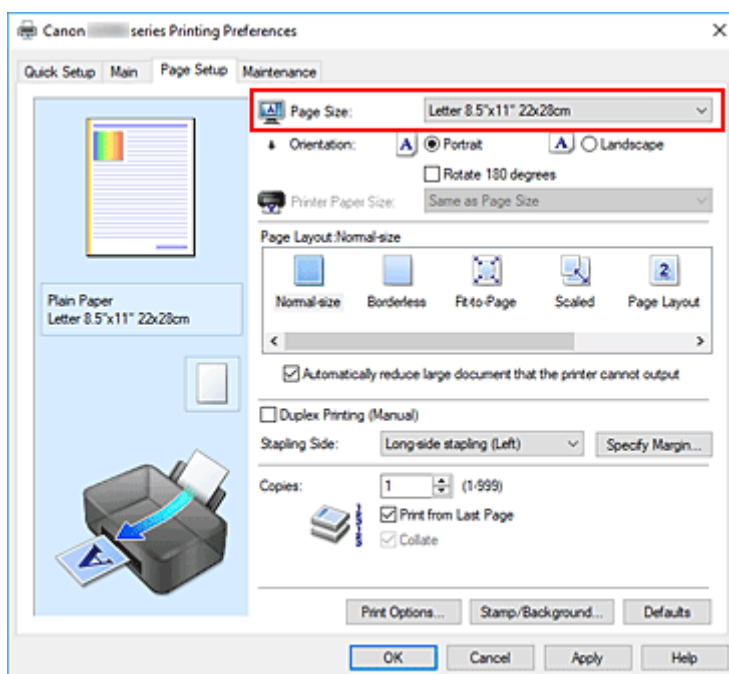 Canon series Printing Preferences
Quick Setup Main Page Setup Maintenance
Page Size: Letter 8.5"x11" 22x28cm
Orientation: A Portrait A Landscape
Rotate 180 degrees
Printer Paper Size: Same as Page Size
Page Layout:Normal-size
2
Normal-size Borderless Fit-to-Page Scaled Page Layout
Plain Paper
Letter 8.5"x11" 22x28cm
Automatically reduce large document that the printer cannot output
Duplex Printing (Manual)
Stapling Side: Long-side stapling (Left) Specify Margin...
Copies: 1 (1-999)
Print from Last Page
Collate
A
Print Options... Stamp/Background... Defaults
OK Cancel Apply Help